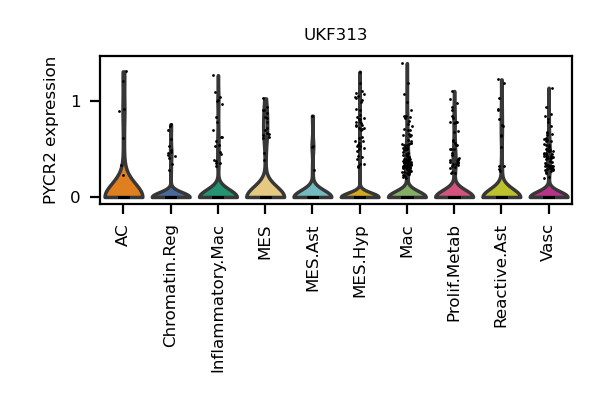 UKF313
PYCR2 expression
1
0
AC
Chromatin.Reg
Inflammatory.Mac
MES
MES.Ast
MES.Hyp
Mac
Prolif.Metab
Reactive.Ast
Vasc